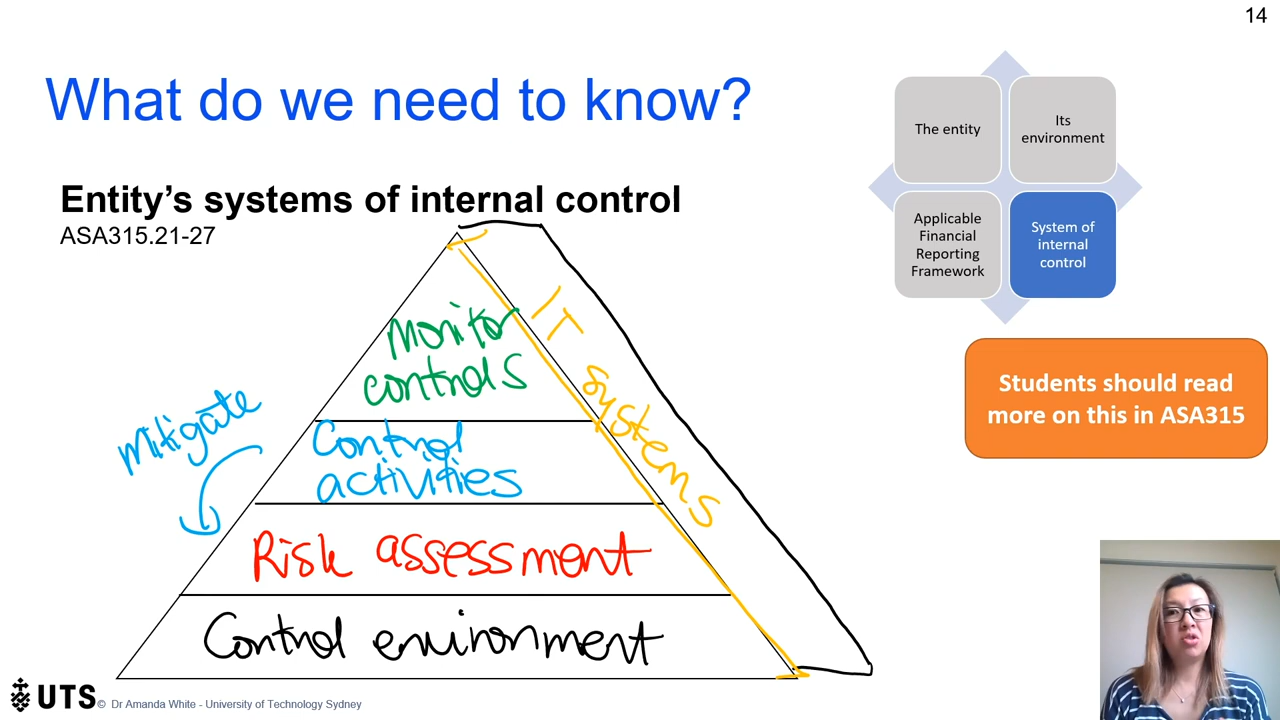 14
What do we need to know?
Entity's systems of internal control
ASA315.21-27
The entity
Its
environment
Applicable
Financial
Reporting
Framework
System of
internal
control
Students should read
more on this in ASA315
Monitor
controls
IT systems
Mitigate
Control
activities
Risk assessment
Control environment
UTS
© Dr Amanda White - University of Technology Sydney